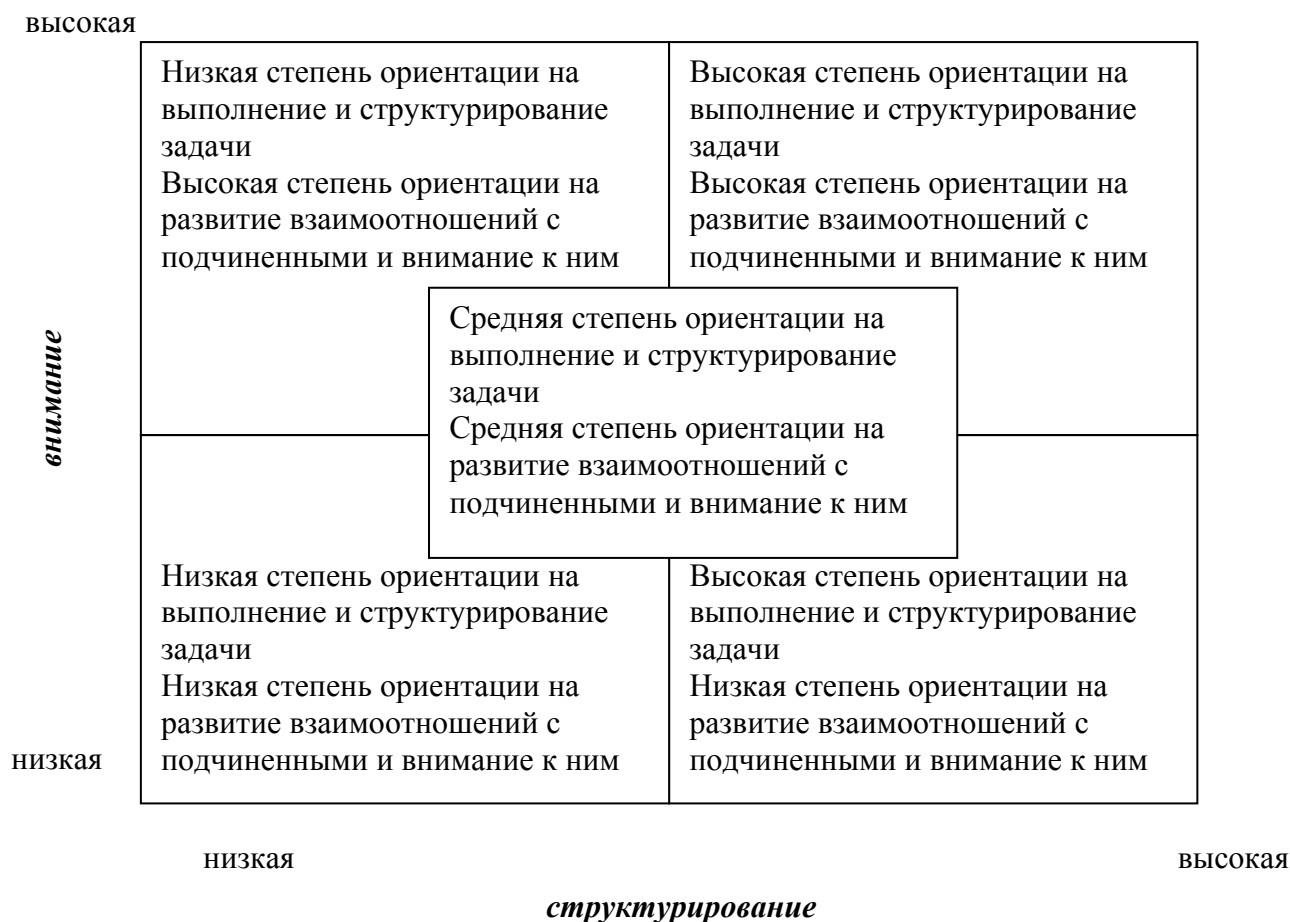 высокая
Низкая степень ориентации на
выполнение и структурирование
задачи
Высокая степень ориентации на
развитие взаимоотношений с
подчиненными и внимание к ним
Высокая степень ориентации на
выполнение и структурирование
задачи
Высокая степень ориентации на
развитие взаимоотношений с
подчиненными и внимание к ним
внимание
Средняя степень ориентации на
выполнение и структурирование
задачи
Средняя степень ориентации на
развитие взаимоотношений с
подчиненными и внимание к ним
Низкая степень ориентации на
выполнение и структурирование
задачи
Низкая степень ориентации на
развитие взаимоотношений с
подчиненными и внимание к ним
Высокая степень ориентации на
выполнение и структурирование
задачи
Низкая степень ориентации на
развитие взаимоотношений с
подчиненными и внимание к ним
низкая
низкая
высокая
структурирование